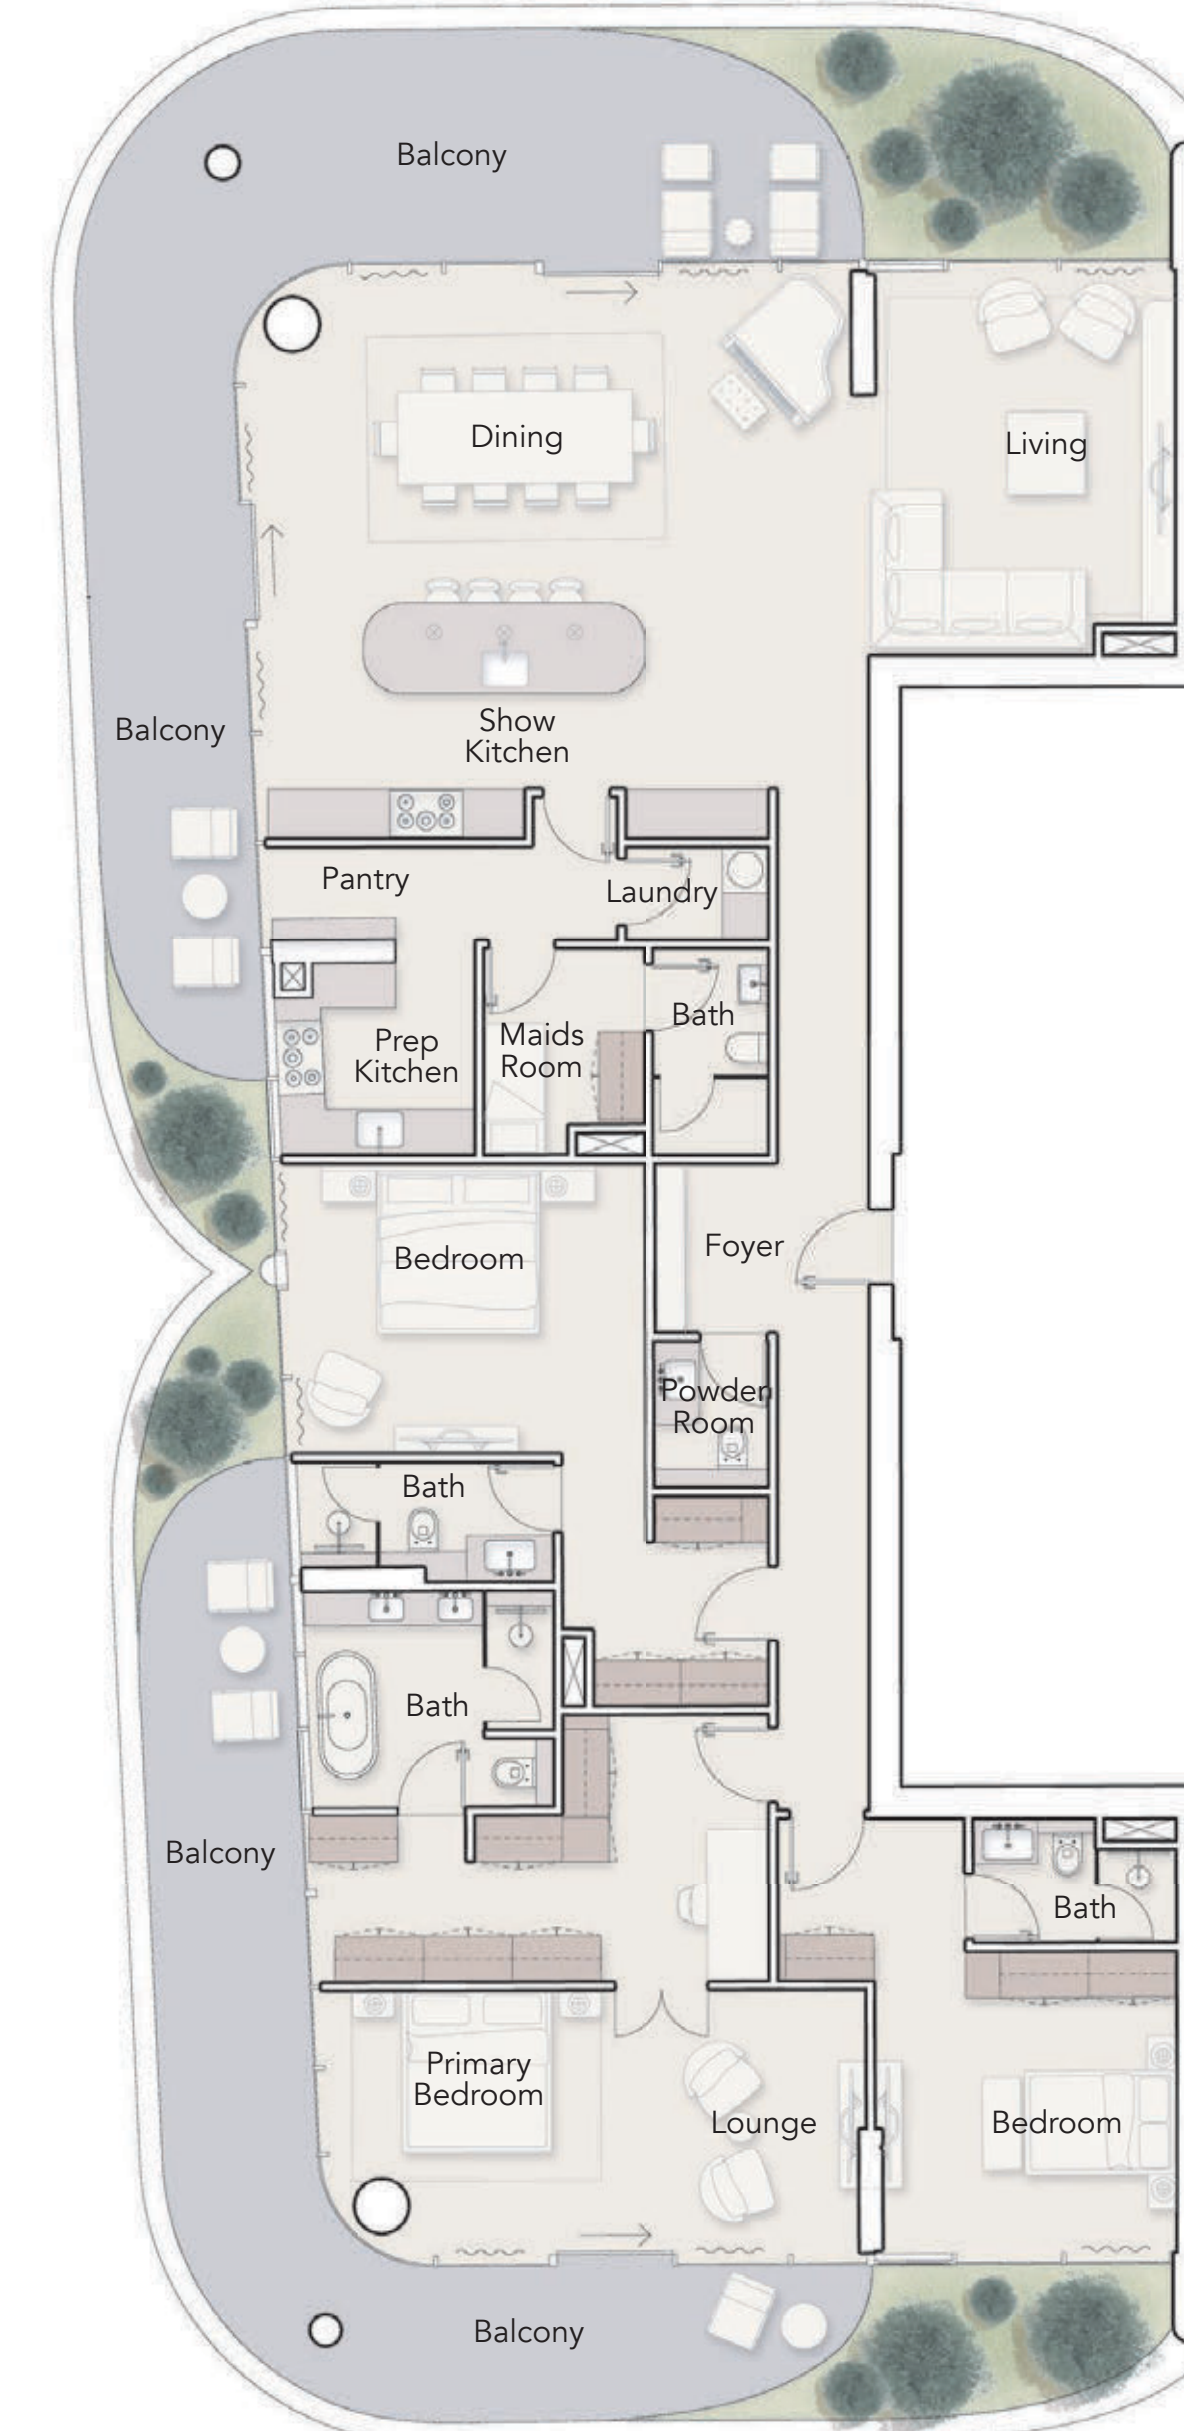 Balcony
Dining
Living
Show
Kitchen
Balcony
Pantry
Laundry
Bath
Maids
Room
Prep
Kitchen
Foyer
Bedroom
Powder
Room
Bath
Bath
Balcony
Bath
Primary
Bedroom
Lounge
Bedroom
Balcony